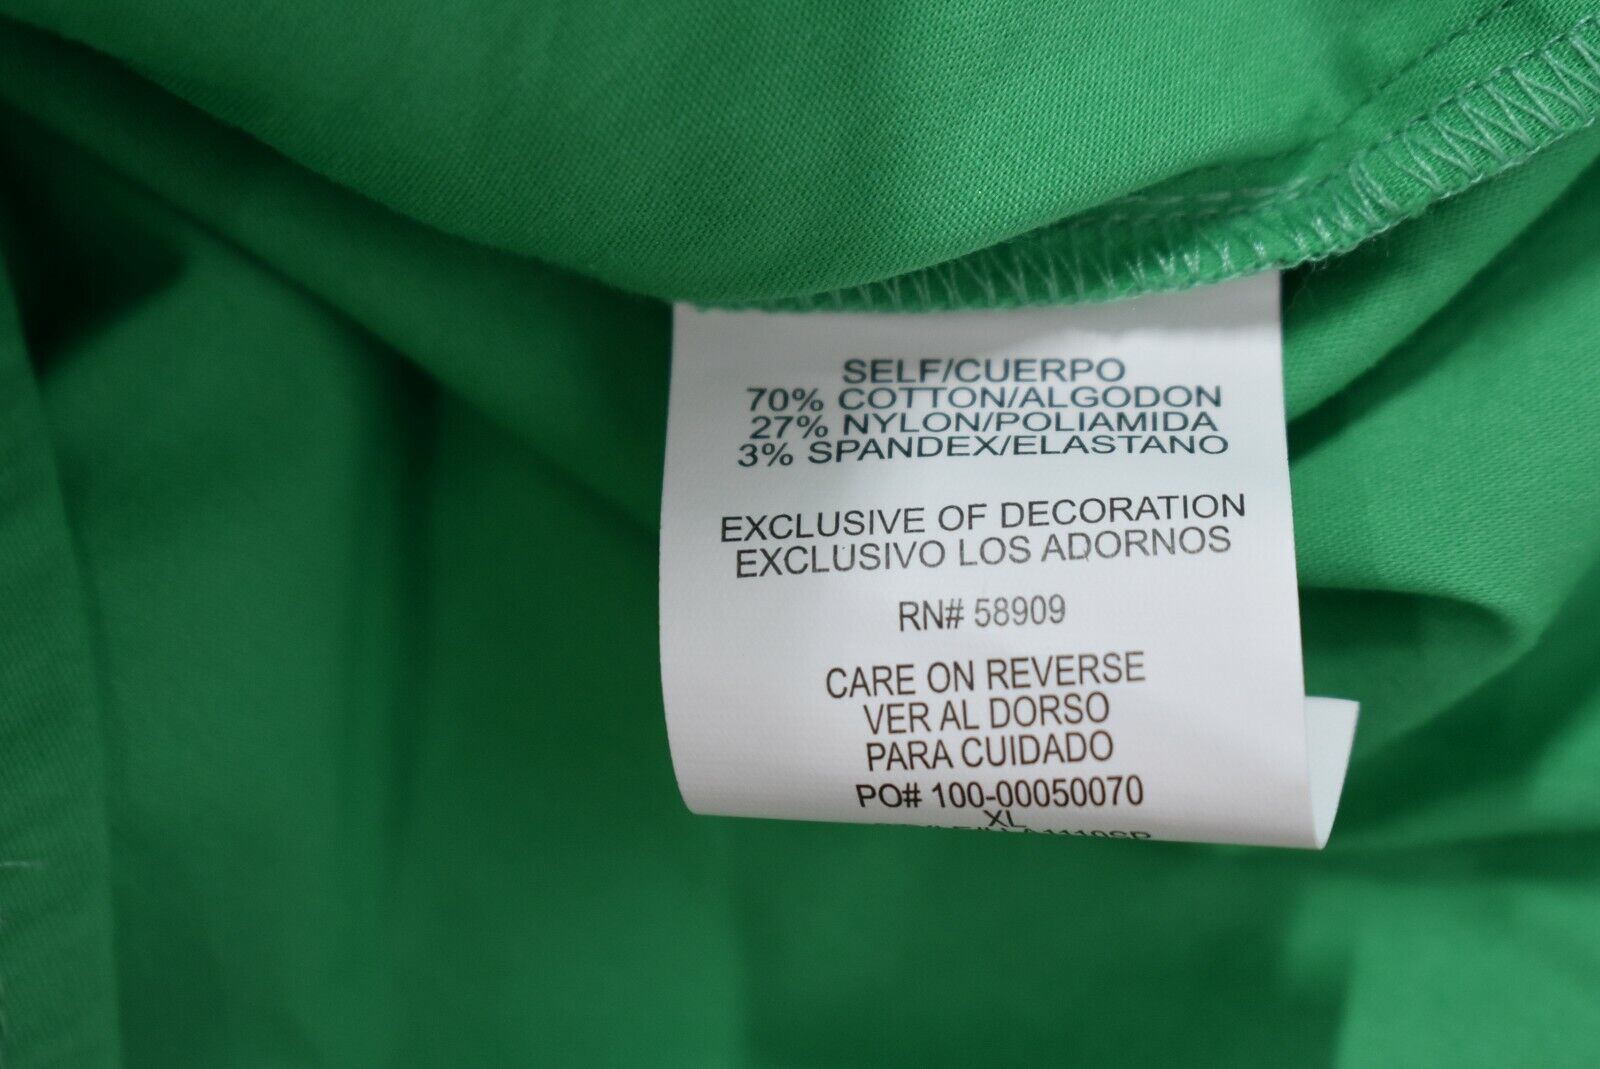 SELF/CUERPO
70% COTTON/ALGODON
27% NYLON/POLIAMIDA
3% SPANDEX/ELASTANO
EXCLUSIVE OF DECORATION
EXCLUSIVO LOS ADORNOS
RN# 58909
CARE ON REVERSE
VER AL DORSO
PARA CUIDADO
PO# 100-00050070
XL